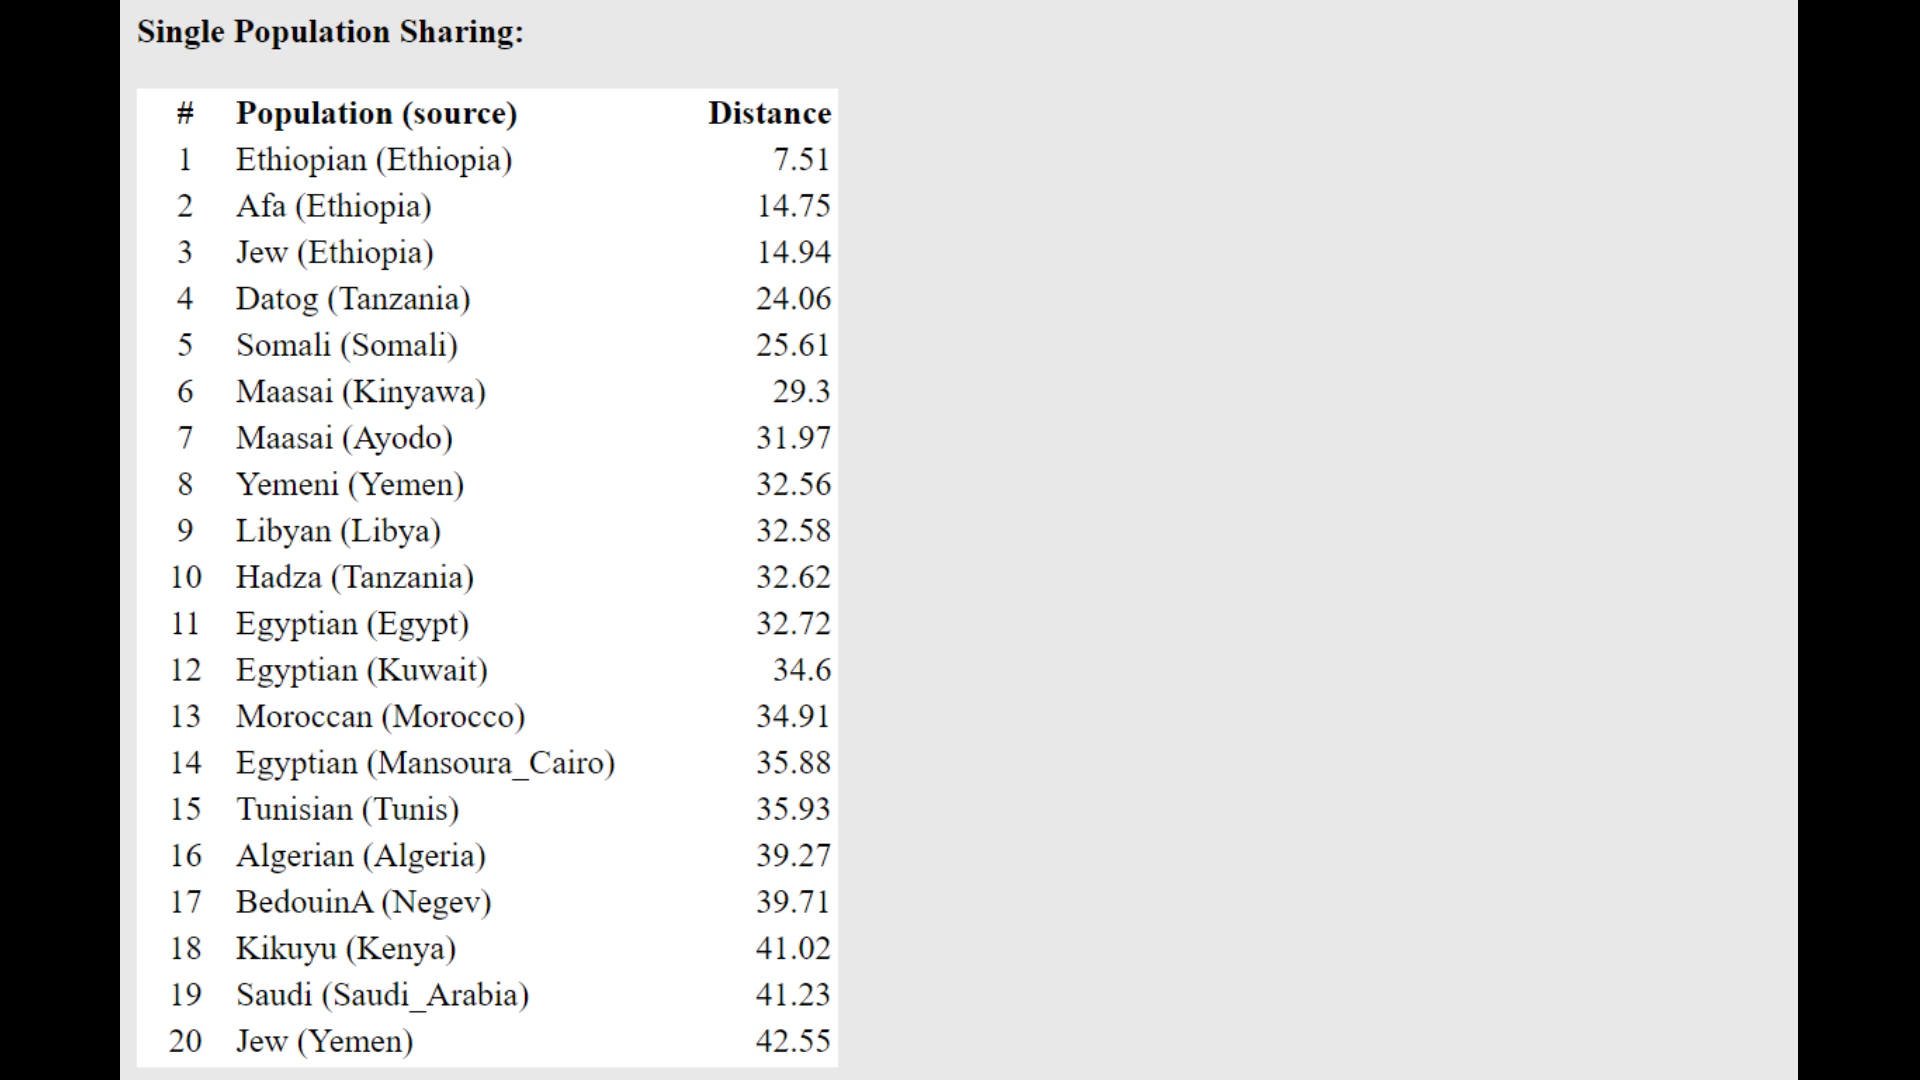 Single Population Sharing:
# Population (source) Distance
1 Ethiopian (Ethiopia) 7.51
2 Afa (Ethiopia) 14.75
3 Jew (Ethiopia) 14.94
4 Datog (Tanzania) 24.06
5 Somali (Somali) 25.61
6 Maasai (Kinyawa) 29.3
7 Maasai (Ayodo) 31.97
8 Yemeni (Yemen) 32.56
9 Libyan (Libya) 32.58
10 Hadza (Tanzania) 32.62
11 Egyptian (Egypt) 32.72
12 Egyptian (Kuwait) 34.6
13 Moroccan (Morocco) 34.91
14 Egyptian (Mansoura_Cairo) 35.88
15 Tunisian (Tunis) 35.93
16 Algerian (Algeria) 39.27
17 BedouinA (Negev) 39.71
18 Kikuyu (Kenya) 41.02
19 Saudi (Saudi_Arabia) 41.23
20 Jew (Yemen) 42.55